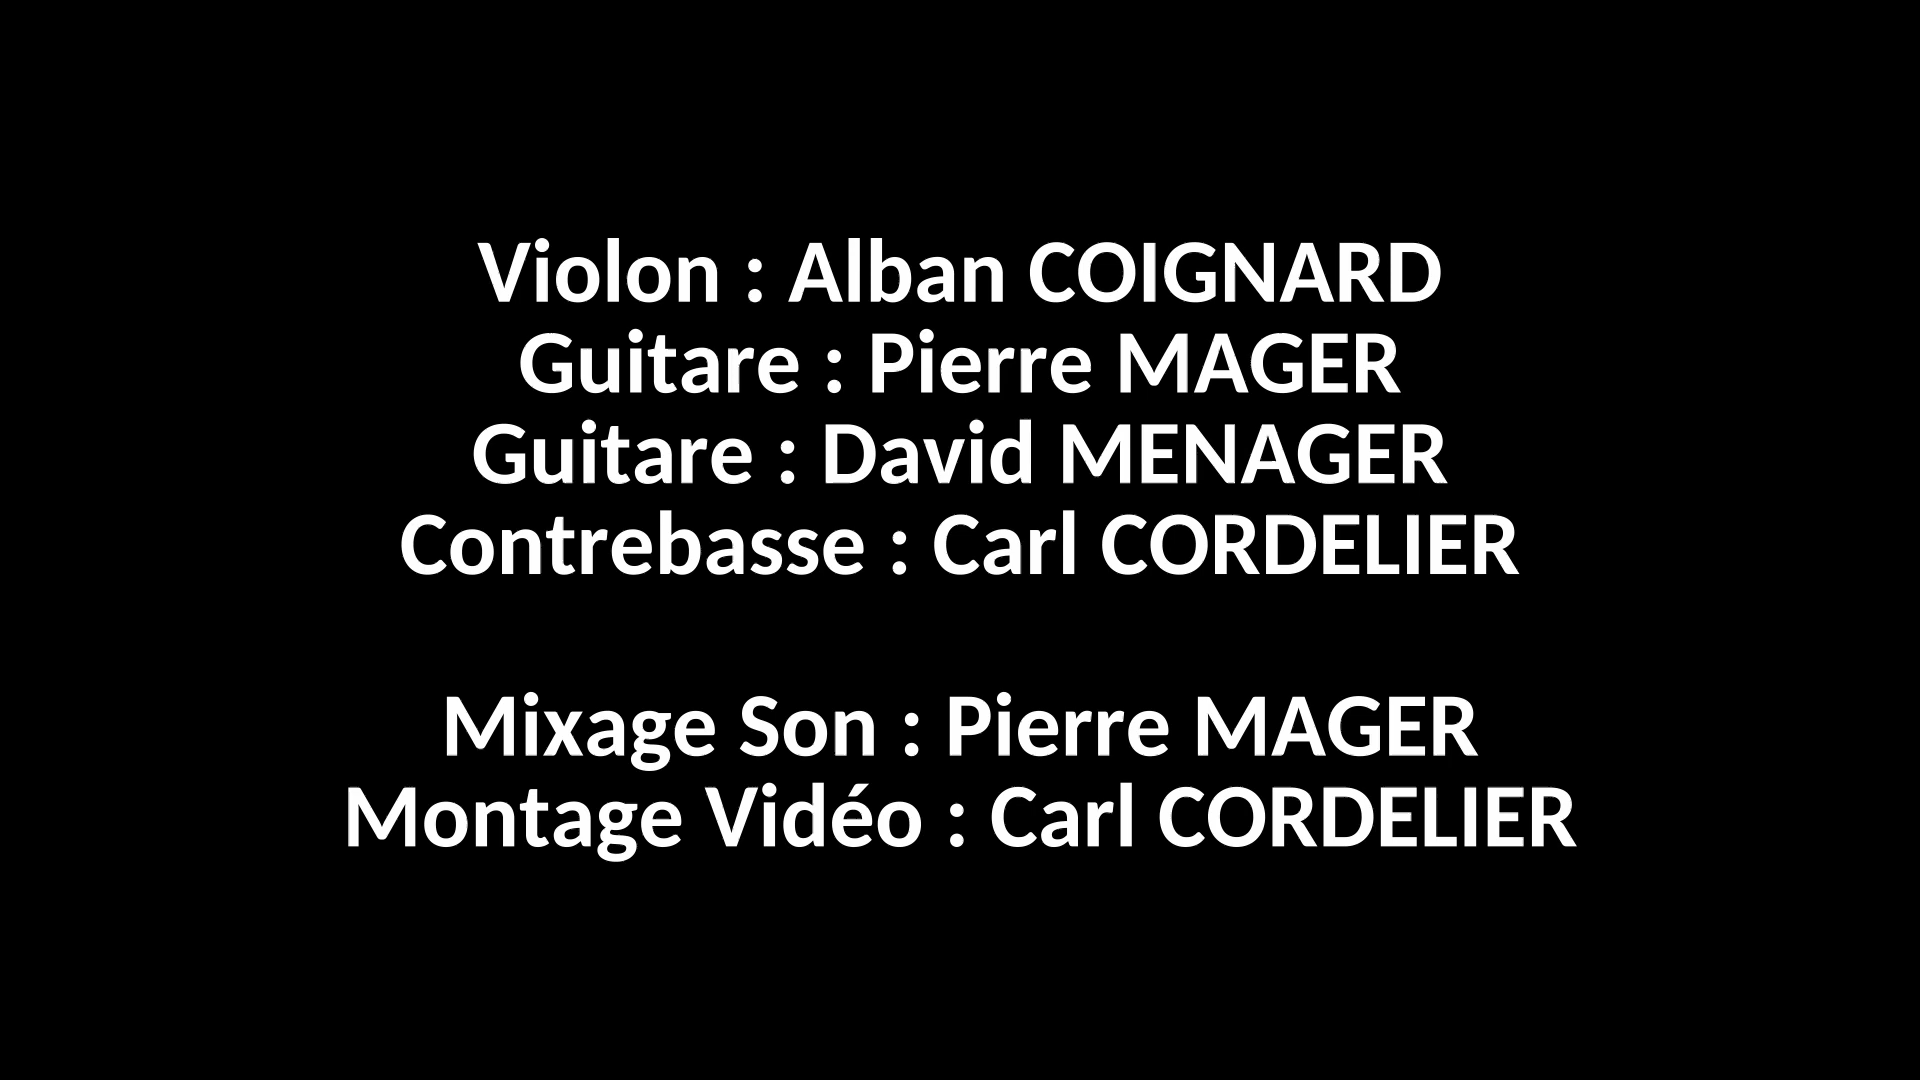 Violon : Alban COIGNARD
Guitare : Pierre MAGER
Guitare : David MENAGER
Contrebasse : Carl CORDELIER
Mixage Son : Pierre MAGER
Montage Vidéo : Carl CORDELIER